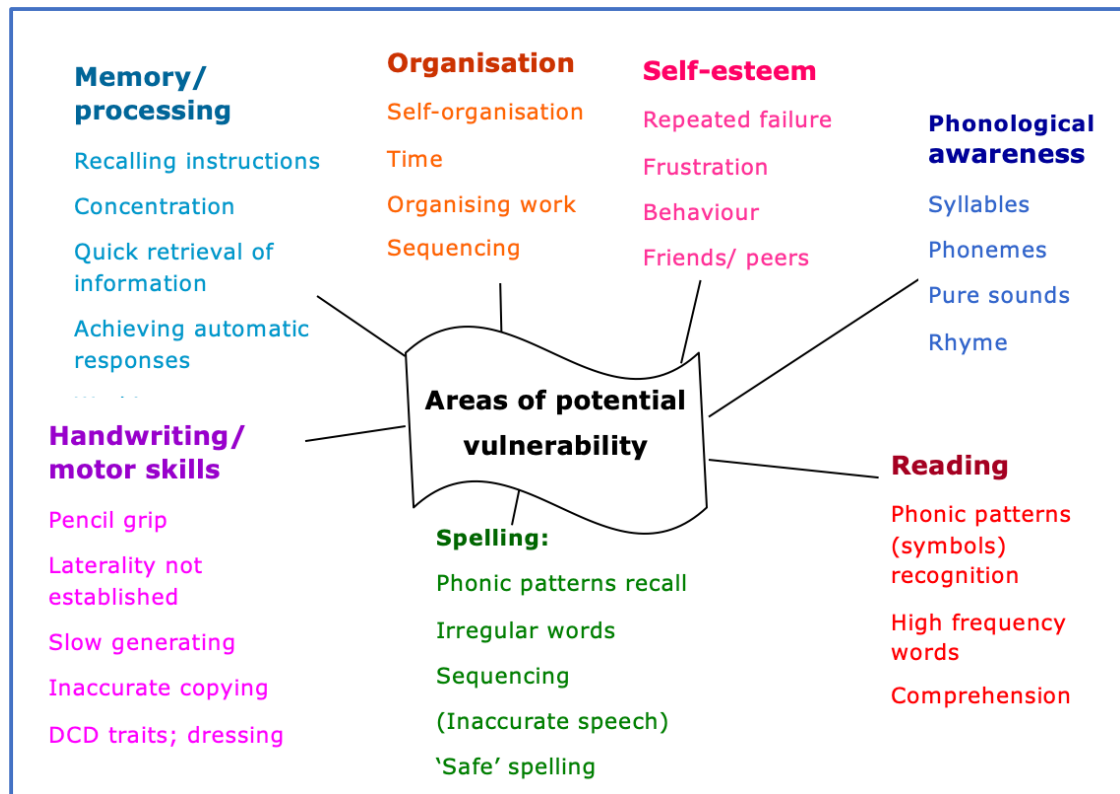 Memory/
processing
Recalling instructions
Concentration
Quick retrieval of
information
Achieving automatic
responses
Organisation
Self-organisation
Time
Organising work
Sequencing
Self-esteem
Repeated failure
Frustration
Behaviour
Friends/ peers
Phonological
awareness
Syllables
Phonemes
Pure sounds
Rhyme
Areas of potential
vulnerability
Handwriting/
motor skills
Pencil grip
Laterality not
established
Slow generating
Inaccurate copying
DCD traits; dressing
Spelling:
Phonic patterns recall
Irregular words
Sequencing
(Inaccurate speech)
‘Safe’ spelling
Reading
Phonic patterns
(symbols)
recognition
High frequency
words
Comprehension